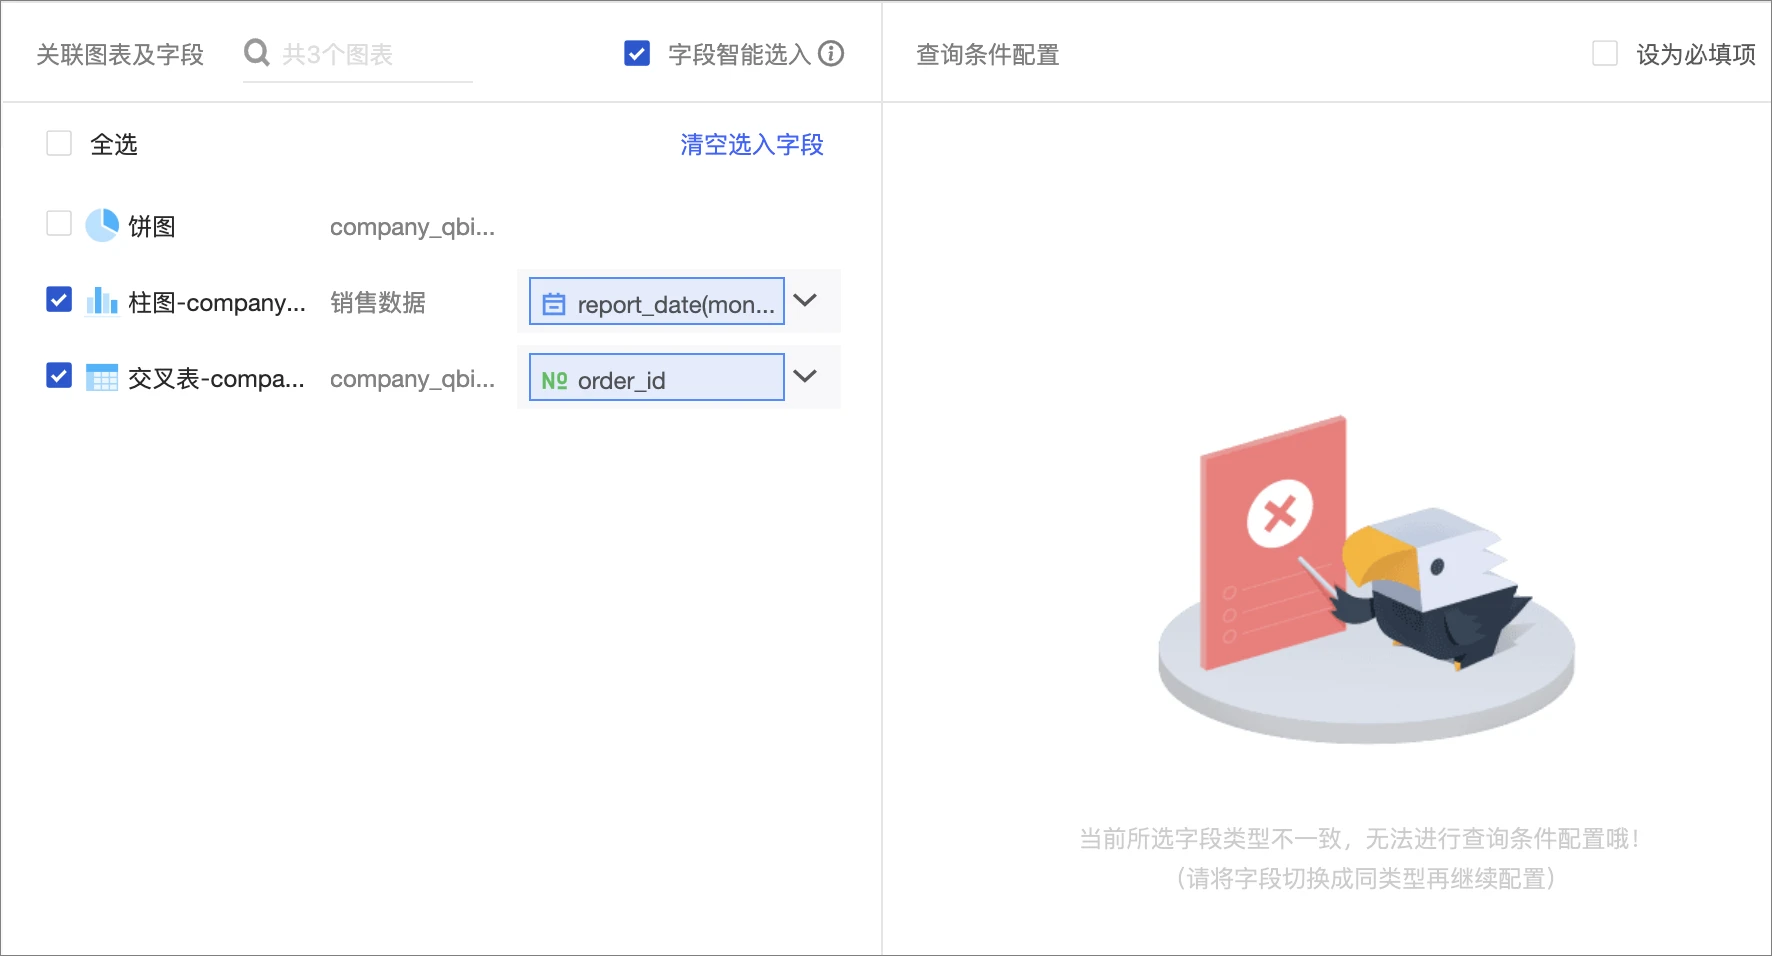 关联图表及字段 共3个图表 字段智能选入 查询条件配置 设为必填项
全选 清空选入字段
饼图 company_qbi...
柱图-company... 销售数据 report_date(mon...
交叉表-compa... company_qbi... Nº order_id
当前所选字段类型不一致，无法进行查询条件配置哦！
（请将字段切换成同类型再继续配置）